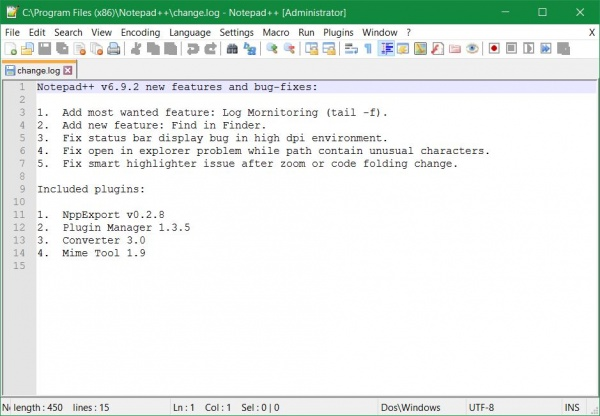 C:\Program Files (x86)\Notepad++\change.log - Notepad++ [Administrator]
File Edit Search View Encoding Language Settings Macro Run Plugins Window ? X
change.log
1 Notepad++ v6.9.2 new features and bug-fixes:
2
3 1. Add most wanted feature: Log Mornitoring (tail -f).
4 2. Add new feature: Find in Finder.
5 3. Fix status bar display bug in high dpi environment.
6 4. Fix open in explorer problem while path contain unusual characters.
7 5. Fix smart highlighter issue after zoom or code folding change.
8
9 Included plugins:
10
11 1. NppExport v0.2.8
12 2. Plugin Manager 1.3.5
13 3. Converter 3.0
14 4. Mime Tool 1.9
15
length : 450 lines : 15 Ln : 1 Col : 1 Sel : 0 | 0 Dos\Windows UTF-8 INS